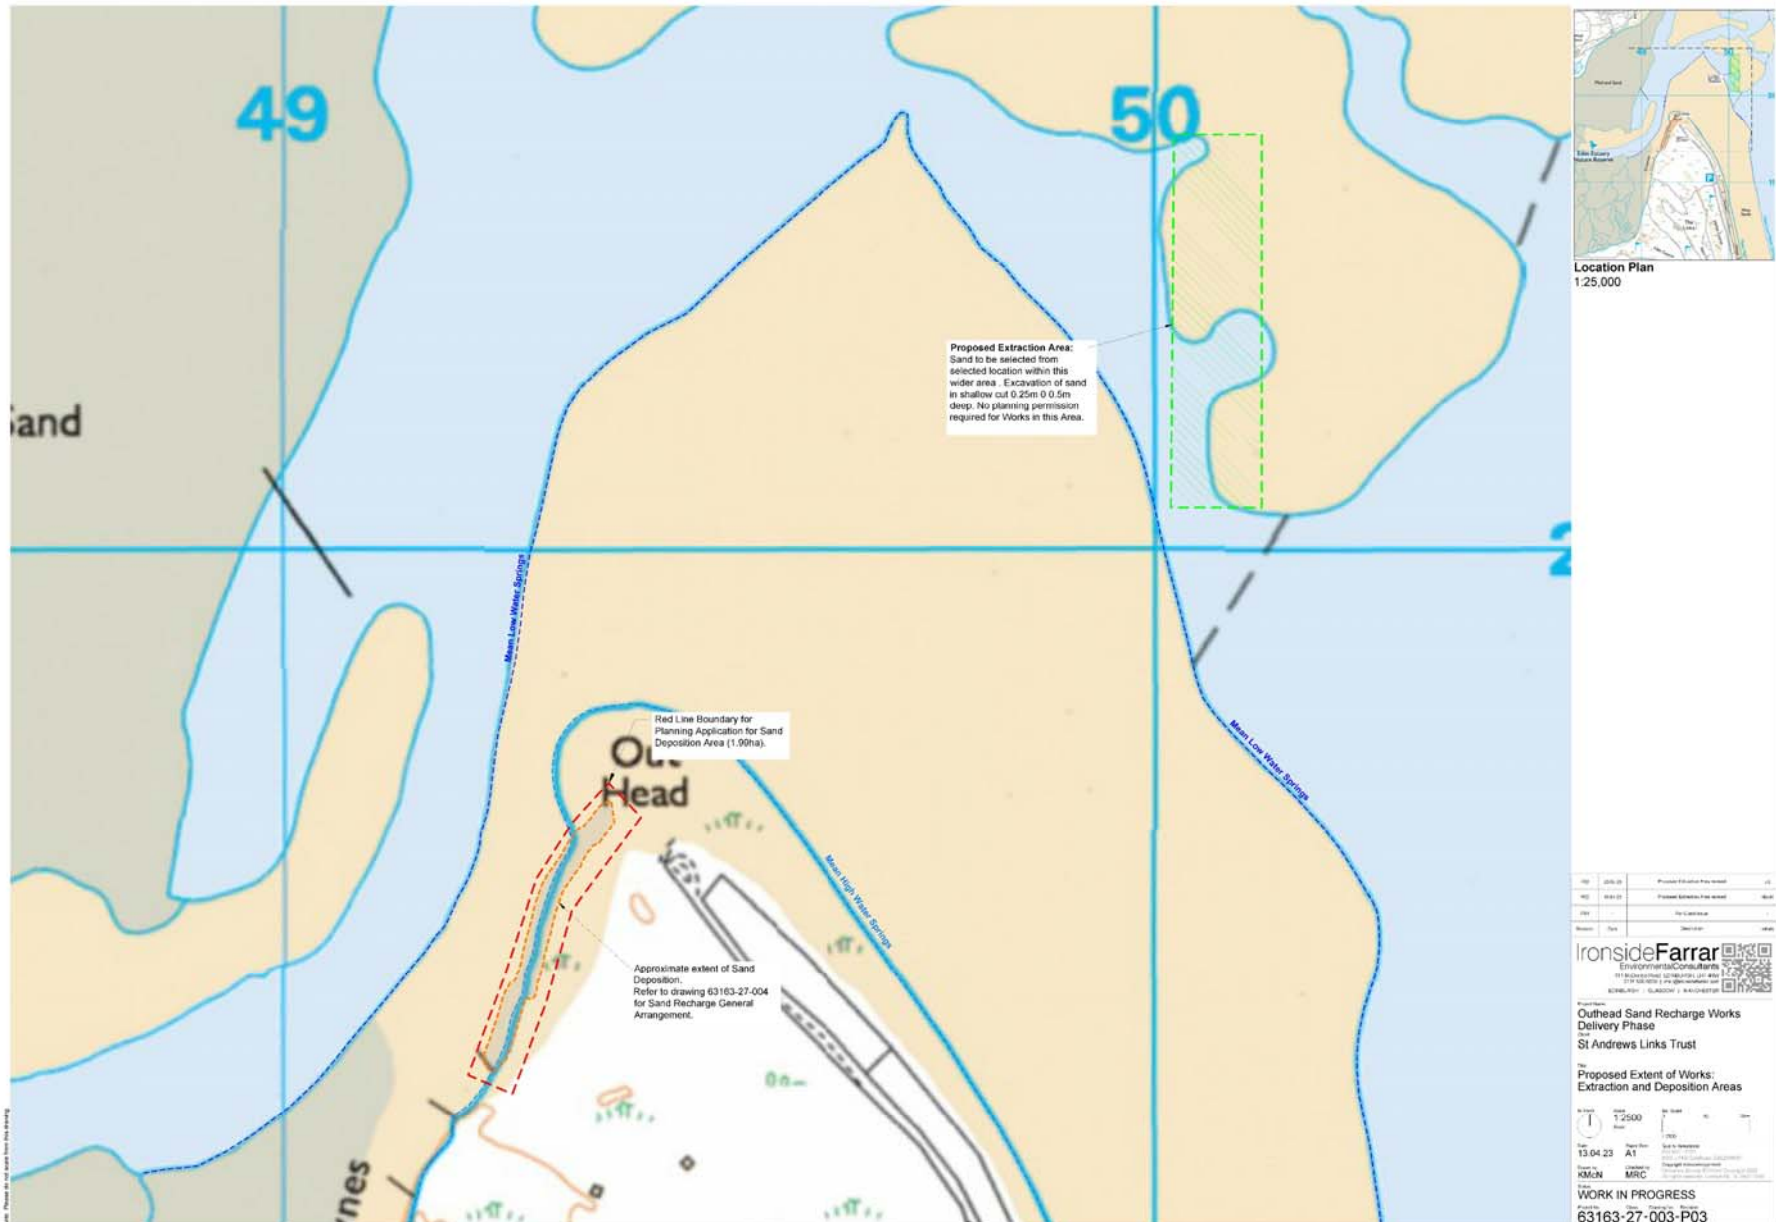 49
50
Sand
2
Proposed Extraction Area:
Sand to be selected from
selected location within this
wider area . Excavation of sand
in shallow cut 0.25m 0 0.5m
deep. No planning permission
required for Works in this Area.
Mean Low Water Springs
Red Line Boundary for
Planning Application for Sand
Deposition Area (1.99ha).
Out
Head
Mean High Water Springs
Mean Low Water Springs
Approximate extent of Sand
Deposition.
Refer to drawing 63163-27-004
for Sand Recharge General
Arrangement.
nes
Location Plan
1:25,000
IronsideFarrar
EnvironmentalConsultants
EDINBURGH | GLASGOW | MANCHESTER
Outhead Sand Recharge Works
Delivery Phase
St Andrews Links Trust
Proposed Extent of Works:
Extraction and Deposition Areas
1:2500
13.04.23 A1
KMcN MRC
WORK IN PROGRESS
63163-27-003-P03